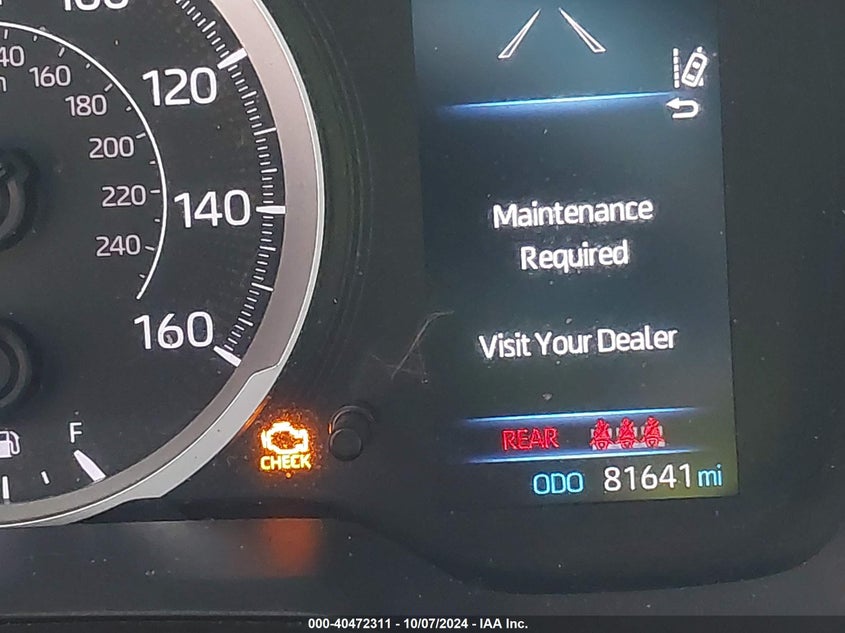 120
160
180
200
220
140
240
160
F
CHECK
Maintenance
Required
Visit Your Dealer
REAR
ODO 81641 mi
000-40472311 - 10/07/2024 - IAA Inc.